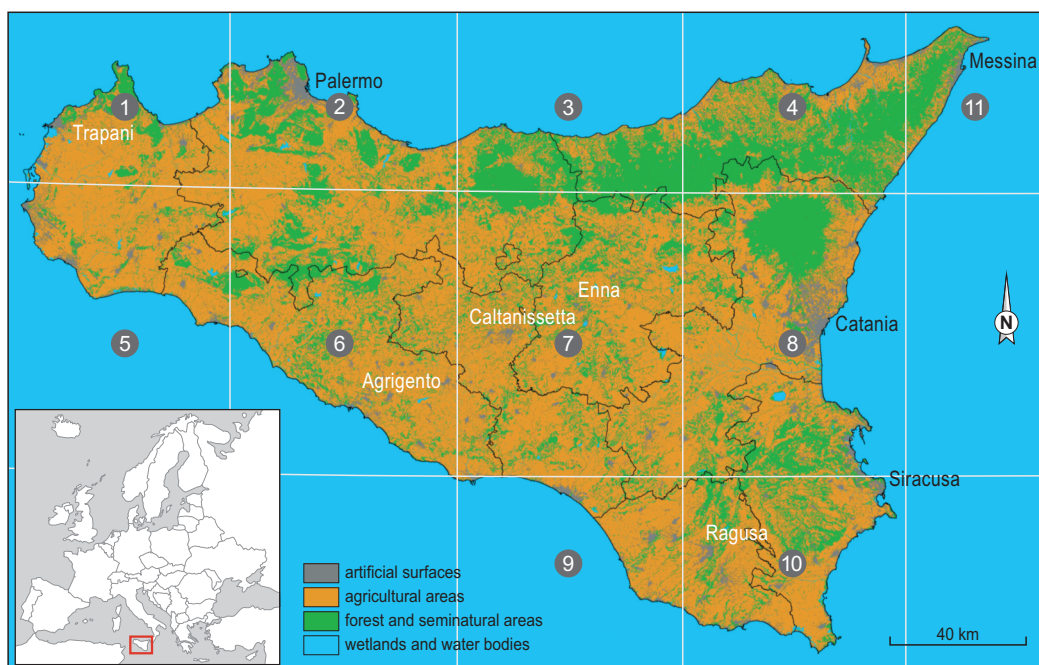 Messina
Palermo
1
2
3
4
11
Trapani
Enna
Caltanissetta
Catania
5
6
7
8
Agrigento
Siracusa
Ragusa
9
10
N
artificial surfaces
agricultural areas
forest and seminatural areas
wetlands and water bodies
40 km